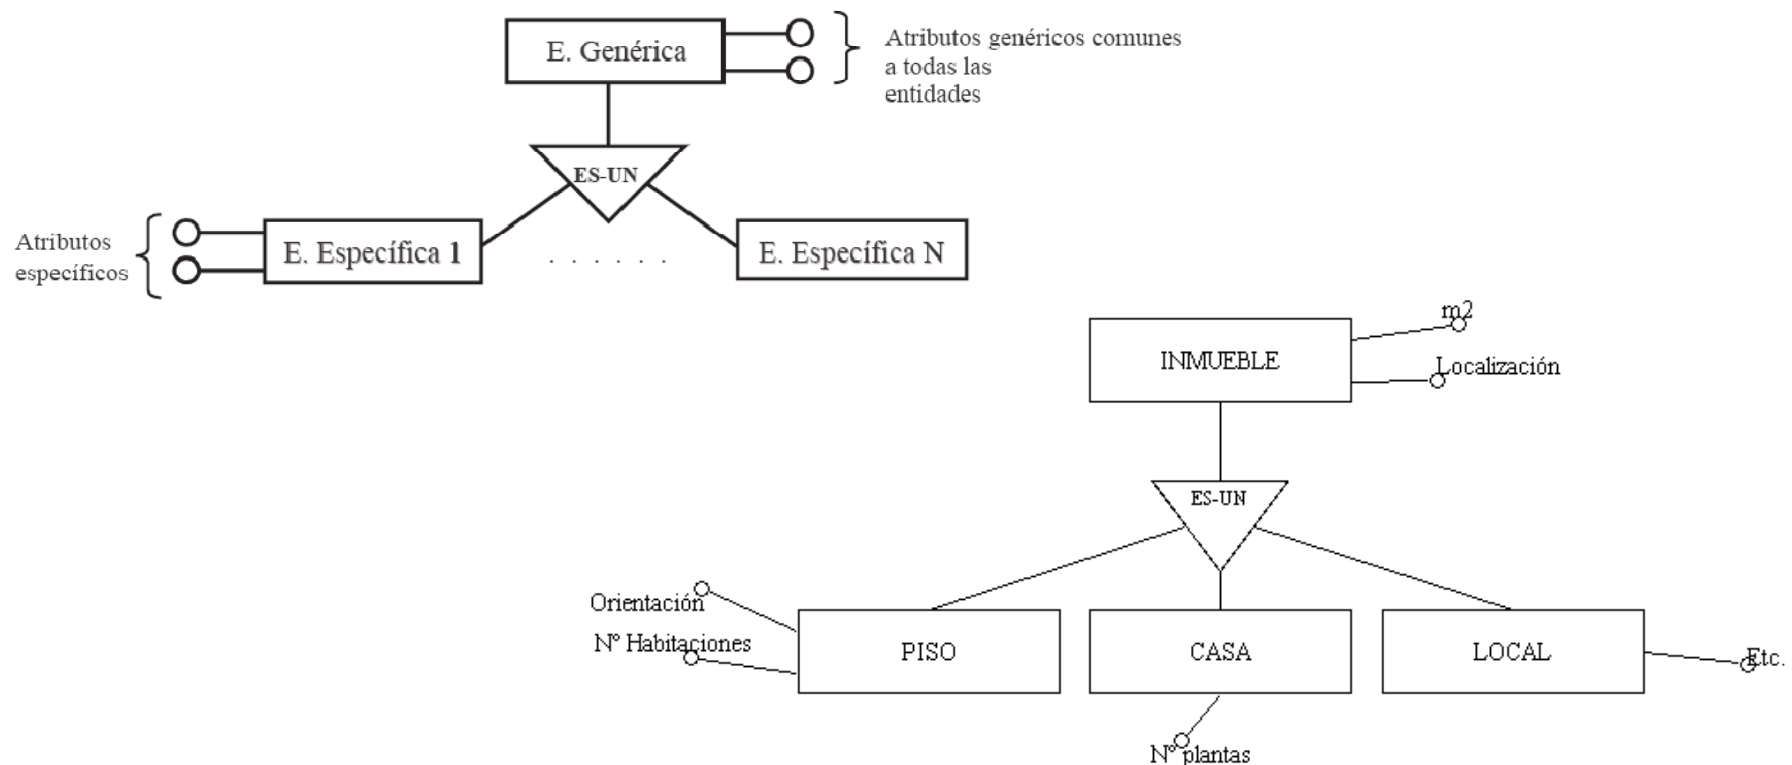 E. Genérica
Atributos genéricos comunes
a todas las
entidades
ES-UN
Atributos
específicos
E. Específica 1
. . . . . .
E. Específica N
m2
INMUEBLE
Localización
ES-UN
Orientación
Nº Habitaciones
PISO
CASA
LOCAL
Etc.
Nº plantas